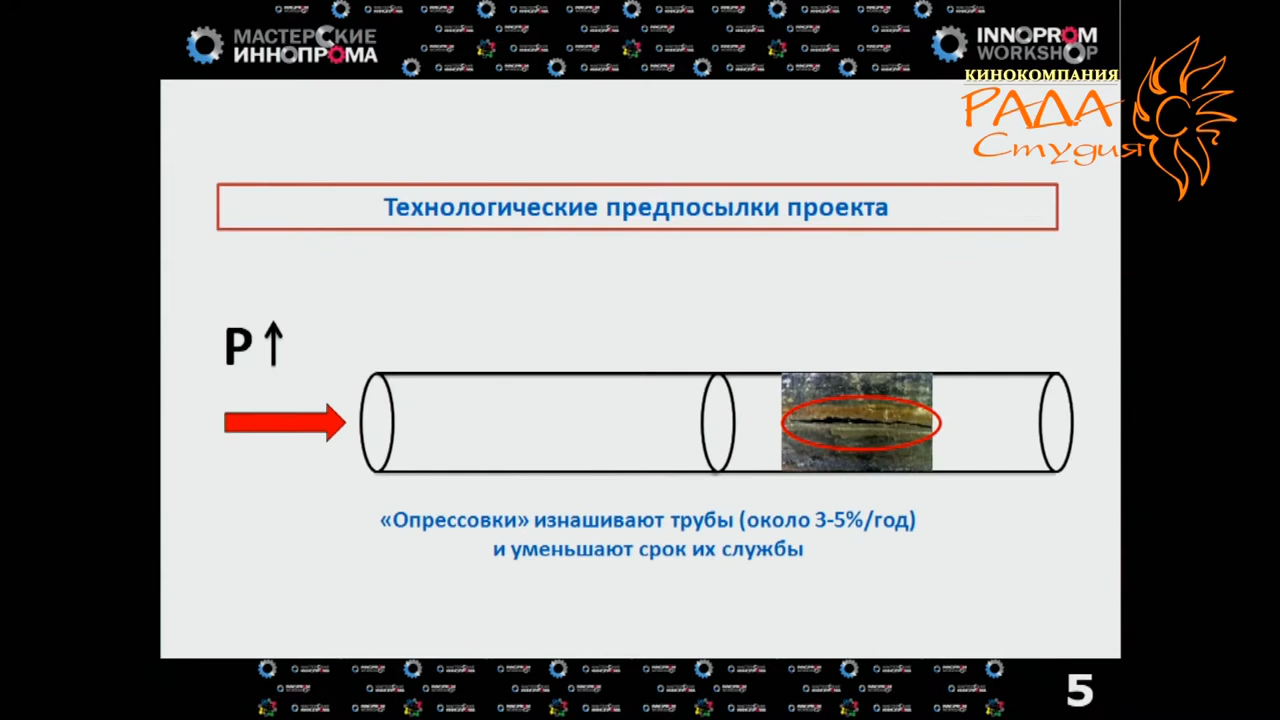 МАСТЕРСКИЕ
ИННОПРОМА
INNOPROM
WORKSHOP
КИНОКОМПАНИЯ
РАДА
Студия
Технологические предпосылки проекта
P↑
«Опрессовки» изнашивают трубы (около 3-5%/год)
и уменьшают срок их службы
5